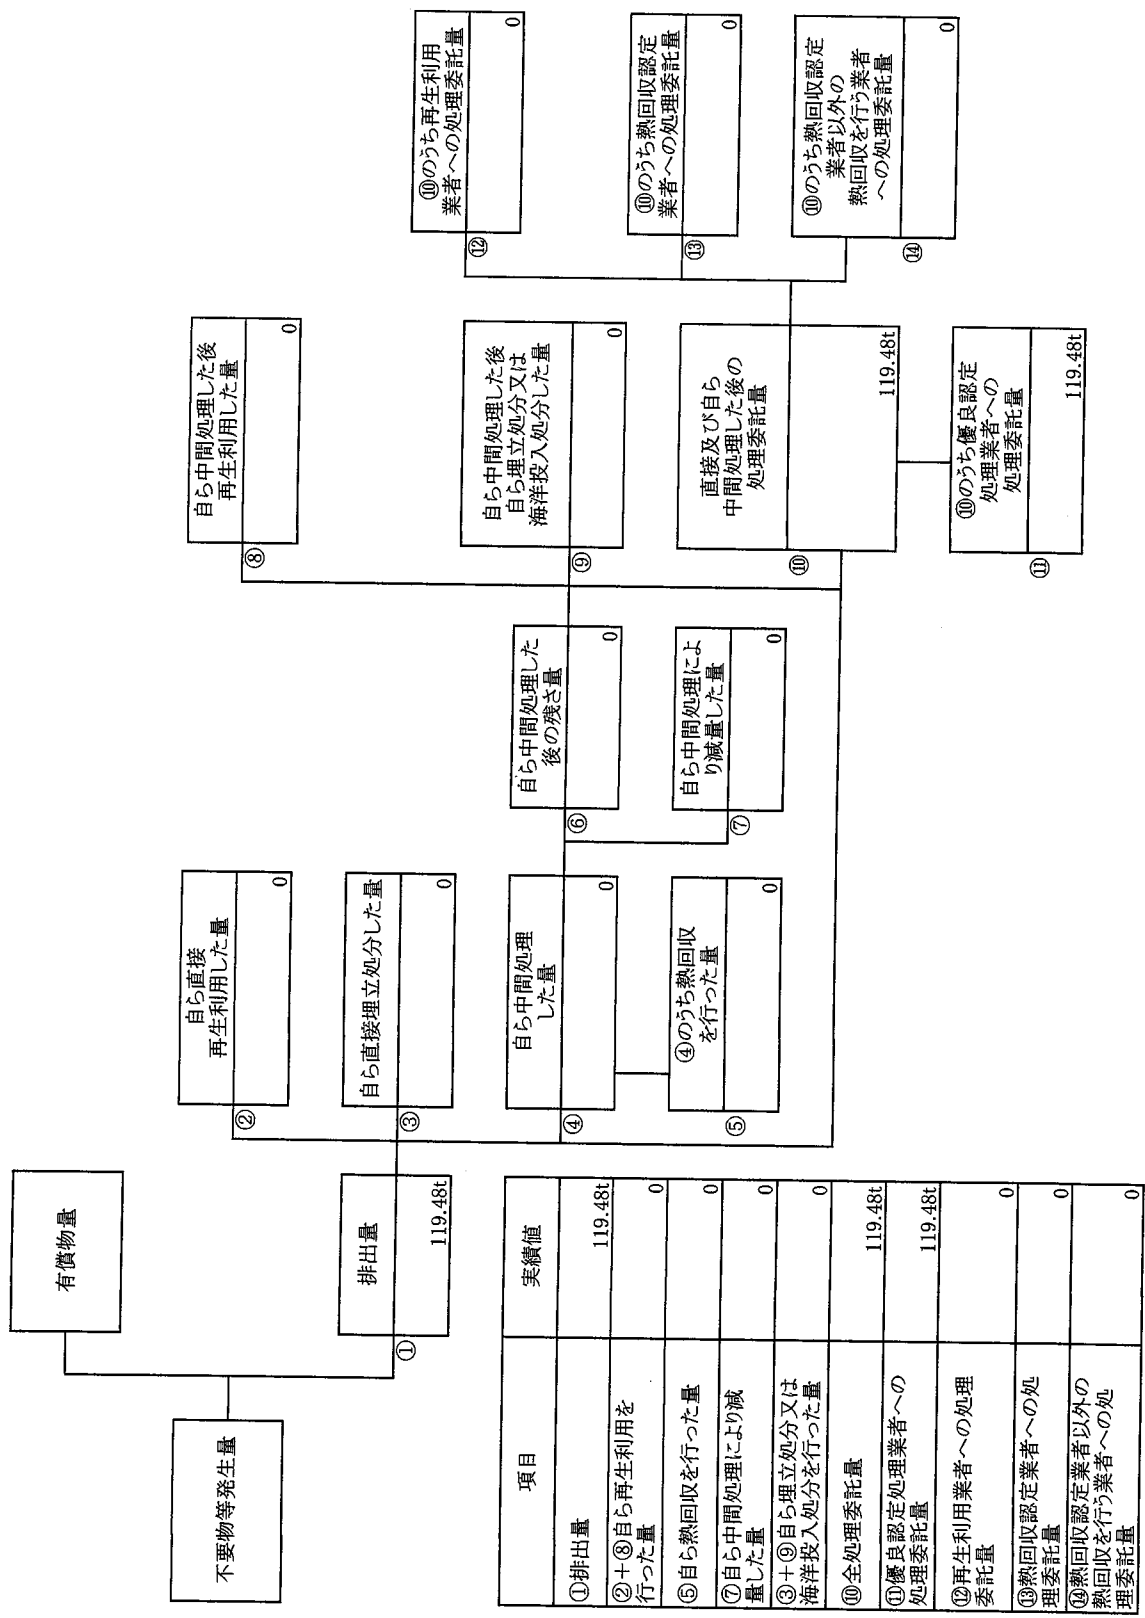 不要物等発生量
有償物量
①
排出量
119.48t
②
自ら直接
再生利用した量
0
③
自ら直接埋立処分した量
0
④
自ら中間処理
した量
0
⑤
④のうち熱回収
を行った量
0
⑥
自ら中間処理した
後の残さ量
0
⑦
自ら中間処理によ
り減量した量
0
⑧
自ら中間処理した後
再生利用した量
0
⑨
自ら中間処理した後
自ら埋立処分又は
海洋投入処分した量
0
⑩
直接及び自ら
中間処理した後の
処理委託量
119.48t
⑪
⑩のうち優良認定
処理業者への
処理委託量
119.48t
⑫
⑩のうち再生利用
業者への処理委託量
0
⑬
⑩のうち熱回収認定
業者への処理委託量
0
⑭
⑩のうち熱回収認定
業者以外の
熱回収を行う業者
への処理委託量
0
項目 実績値
①排出量 119.48t
②+⑧自ら再生利用を
行った量 0
⑤自ら熱回収を行った量 0
⑦自ら中間処理により減
量した量 0
③+⑨自ら埋立処分又は
海洋投入処分を行った量 0
⑩全処理委託量 119.48t
⑪優良認定処理業者への
処理委託量 119.48t
⑫再生利用業者への処理
委託量 0
⑬熱回収認定業者への処
理委託量 0
⑭熱回収認定業者以外の
熱回収を行う業者への処
理委託量 0